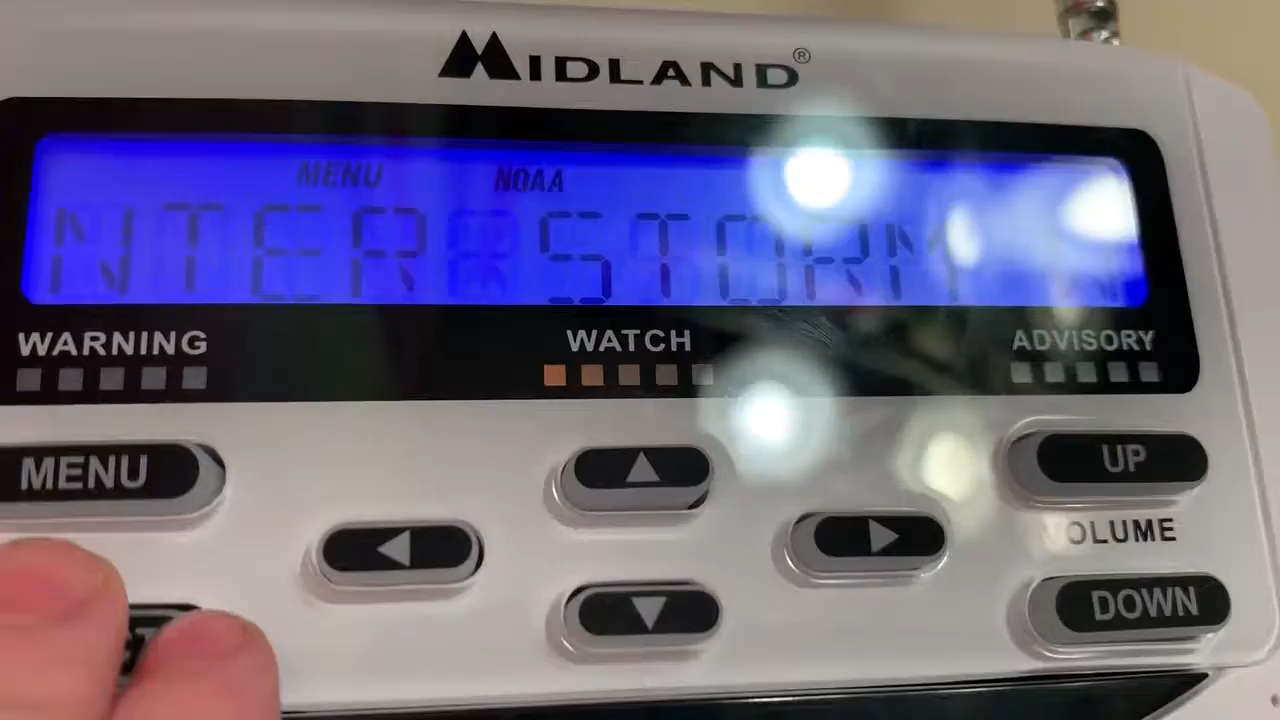 MIDLAND®
MENU NOAA
NTER STORM
WARNING WATCH ADVISORY
MENU
UP
OLUME
DOWN